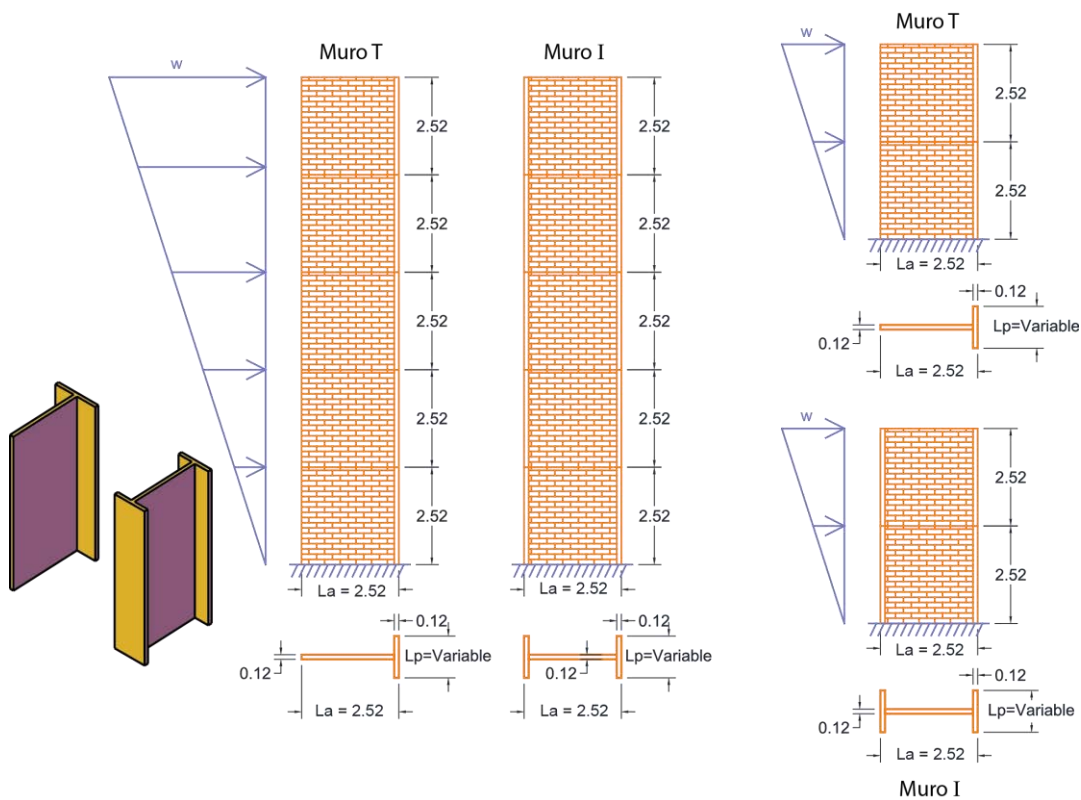 w
Muro T
2.52
2.52
2.52
2.52
2.52
La = 2.52
0.12
0.12
Lp=Variable
La = 2.52
Muro I
2.52
2.52
2.52
2.52
2.52
La = 2.52
0.12
0.12
Lp=Variable
La = 2.52
w
Muro T
2.52
2.52
La = 2.52
0.12
0.12
Lp=Variable
La = 2.52
w
2.52
2.52
La = 2.52
0.12
0.12
Lp=Variable
La = 2.52
Muro I